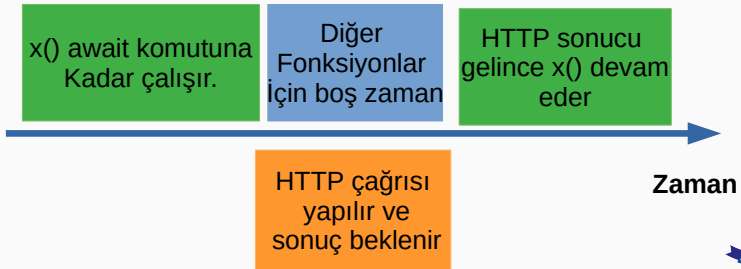 x() await komutuna
Kadar çalışır.
Diğer
Fonksiyonlar
İçin boş zaman
HTTP sonucu
gelince x() devam
eder
HTTP çağrısı
yapılır ve
sonuç beklenir
Zaman